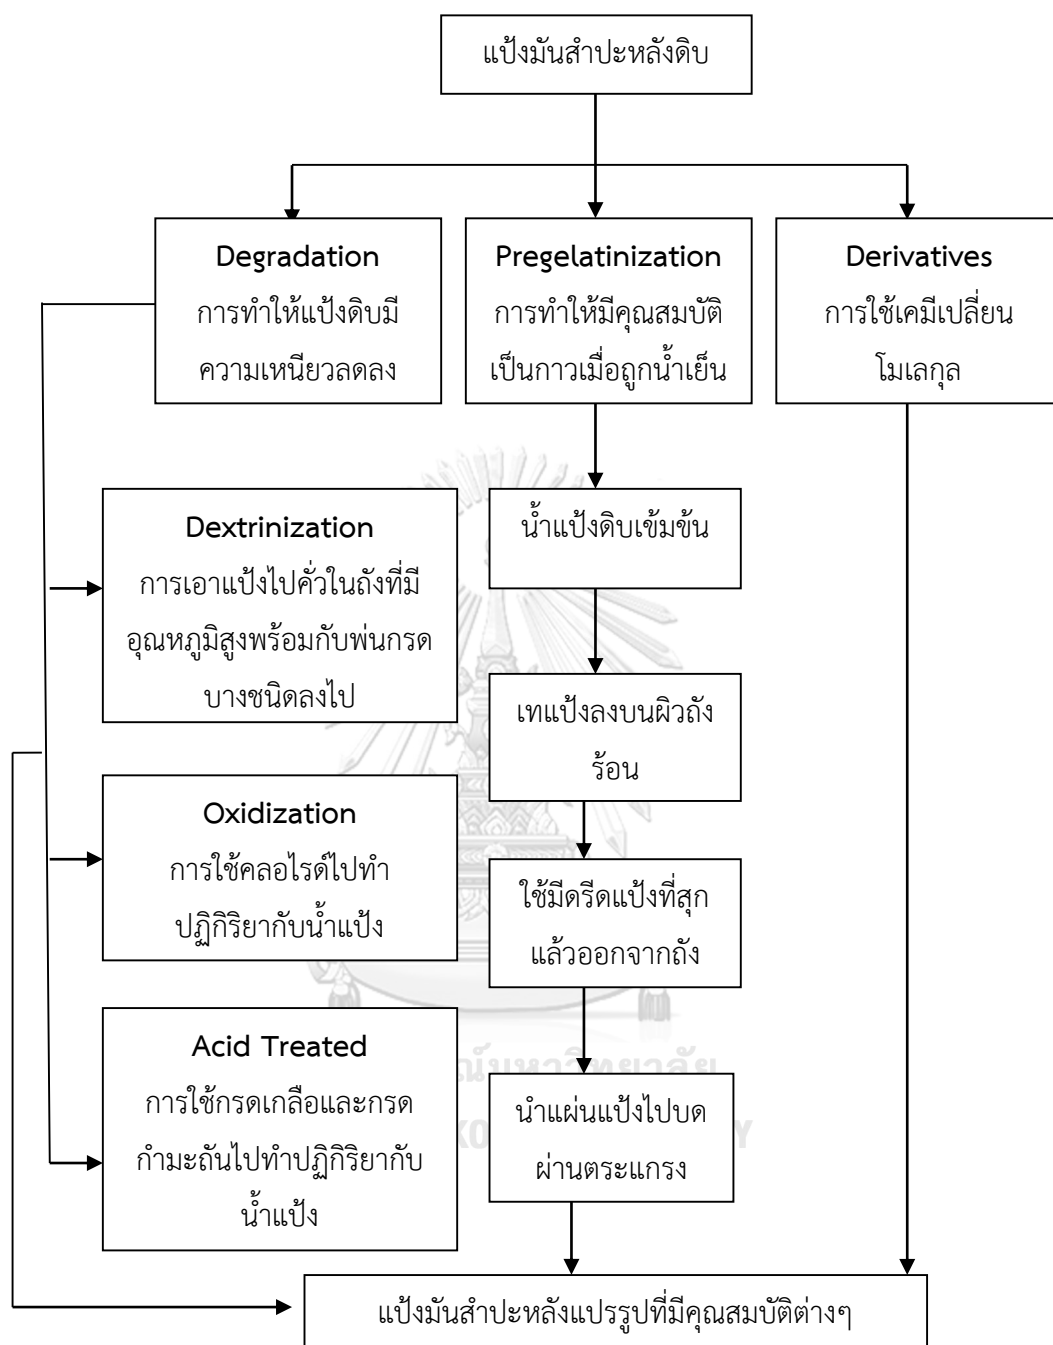 แป้งมันสำปะหลังดิบ
Degradation
การทำให้แป้งดิบมี
ความเหนียวลดลง
Pregelatinization
การทำให้มีคุณสมบัติ
เป็นกาวเมื่อถูกน้ำเย็น
Derivatives
การใช้เคมีเปลี่ยน
โมเลกุล
Dextrinization
การเอาแป้งไปคั่วในถังที่มี
อุณหภูมิสูงพร้อมกับพ่นกรด
บางชนิดลงไป
น้ำแป้งดิบเข้มข้น
เทแป้งลงบนผิวถัง
ร้อน
Oxidization
การใช้คลอไรด์ไปทำ
ปฏิกิริยากับน้ำแป้ง
ใช้มีดรีดแป้งที่สุก
แล้วออกจากถัง
Acid Treated
การใช้กรดเกลือและกรด
กำมะถันไปทำปฏิกิริยากับ
น้ำแป้ง
นำแผ่นแป้งไปบด
ผ่านตระแกรง
แป้งมันสำปะหลังแปรรูปที่มีคุณสมบัติต่างๆ